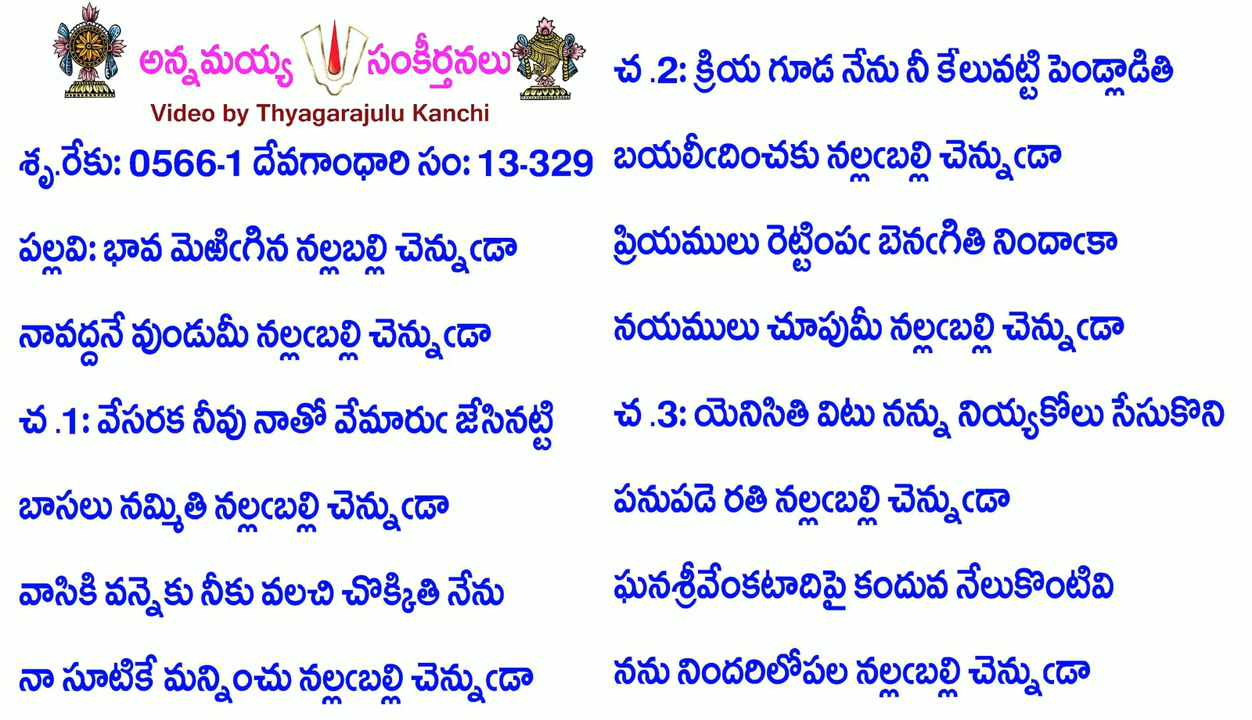 అన్నమయ్య సంకీర్తనలు
Video by Thyagarajulu Kanchi
శృ.రేకు: 0566-1 దేవగాంధారి సం: 13-329
పల్లవి: భావ మెఱిఁగిన నల్లబల్లి చెన్నుఁడా
నావద్దనే వుండుమీ నల్లఁబల్లి చెన్నుఁడా
చ .1: వేసరక నీవు నాతో వేమారుఁ జేసినట్టి
బాసలు నమ్మితి నల్లఁబల్లి చెన్నుఁడా
వాసికి వన్నెకు నీకు వలచి చొక్కితి నేను
నా సూటికే మన్నించు నల్లఁబల్లి చెన్నుఁడా
చ .2: క్రియ గూడ నేను నీ కేలువట్టి పెండ్లాడితి
బయలీఁదించకు నల్లఁబల్లి చెన్నుఁడా
ప్రియములు రెట్టింపఁ బెనఁగితి నిందాఁకా
నయములు చూపుమీ నల్లఁబల్లి చెన్నుఁడా
చ .3: యెనిసితి విటు నన్ను నియ్యకోలు సేసుకొని
పనుపడె రతి నల్లఁబల్లి చెన్నుఁడా
ఘనశ్రీవేంకటాదిపై కందువ నేలుకొంటివి
నను నిందరిలోపల నల్లఁబల్లి చెన్నుఁడా